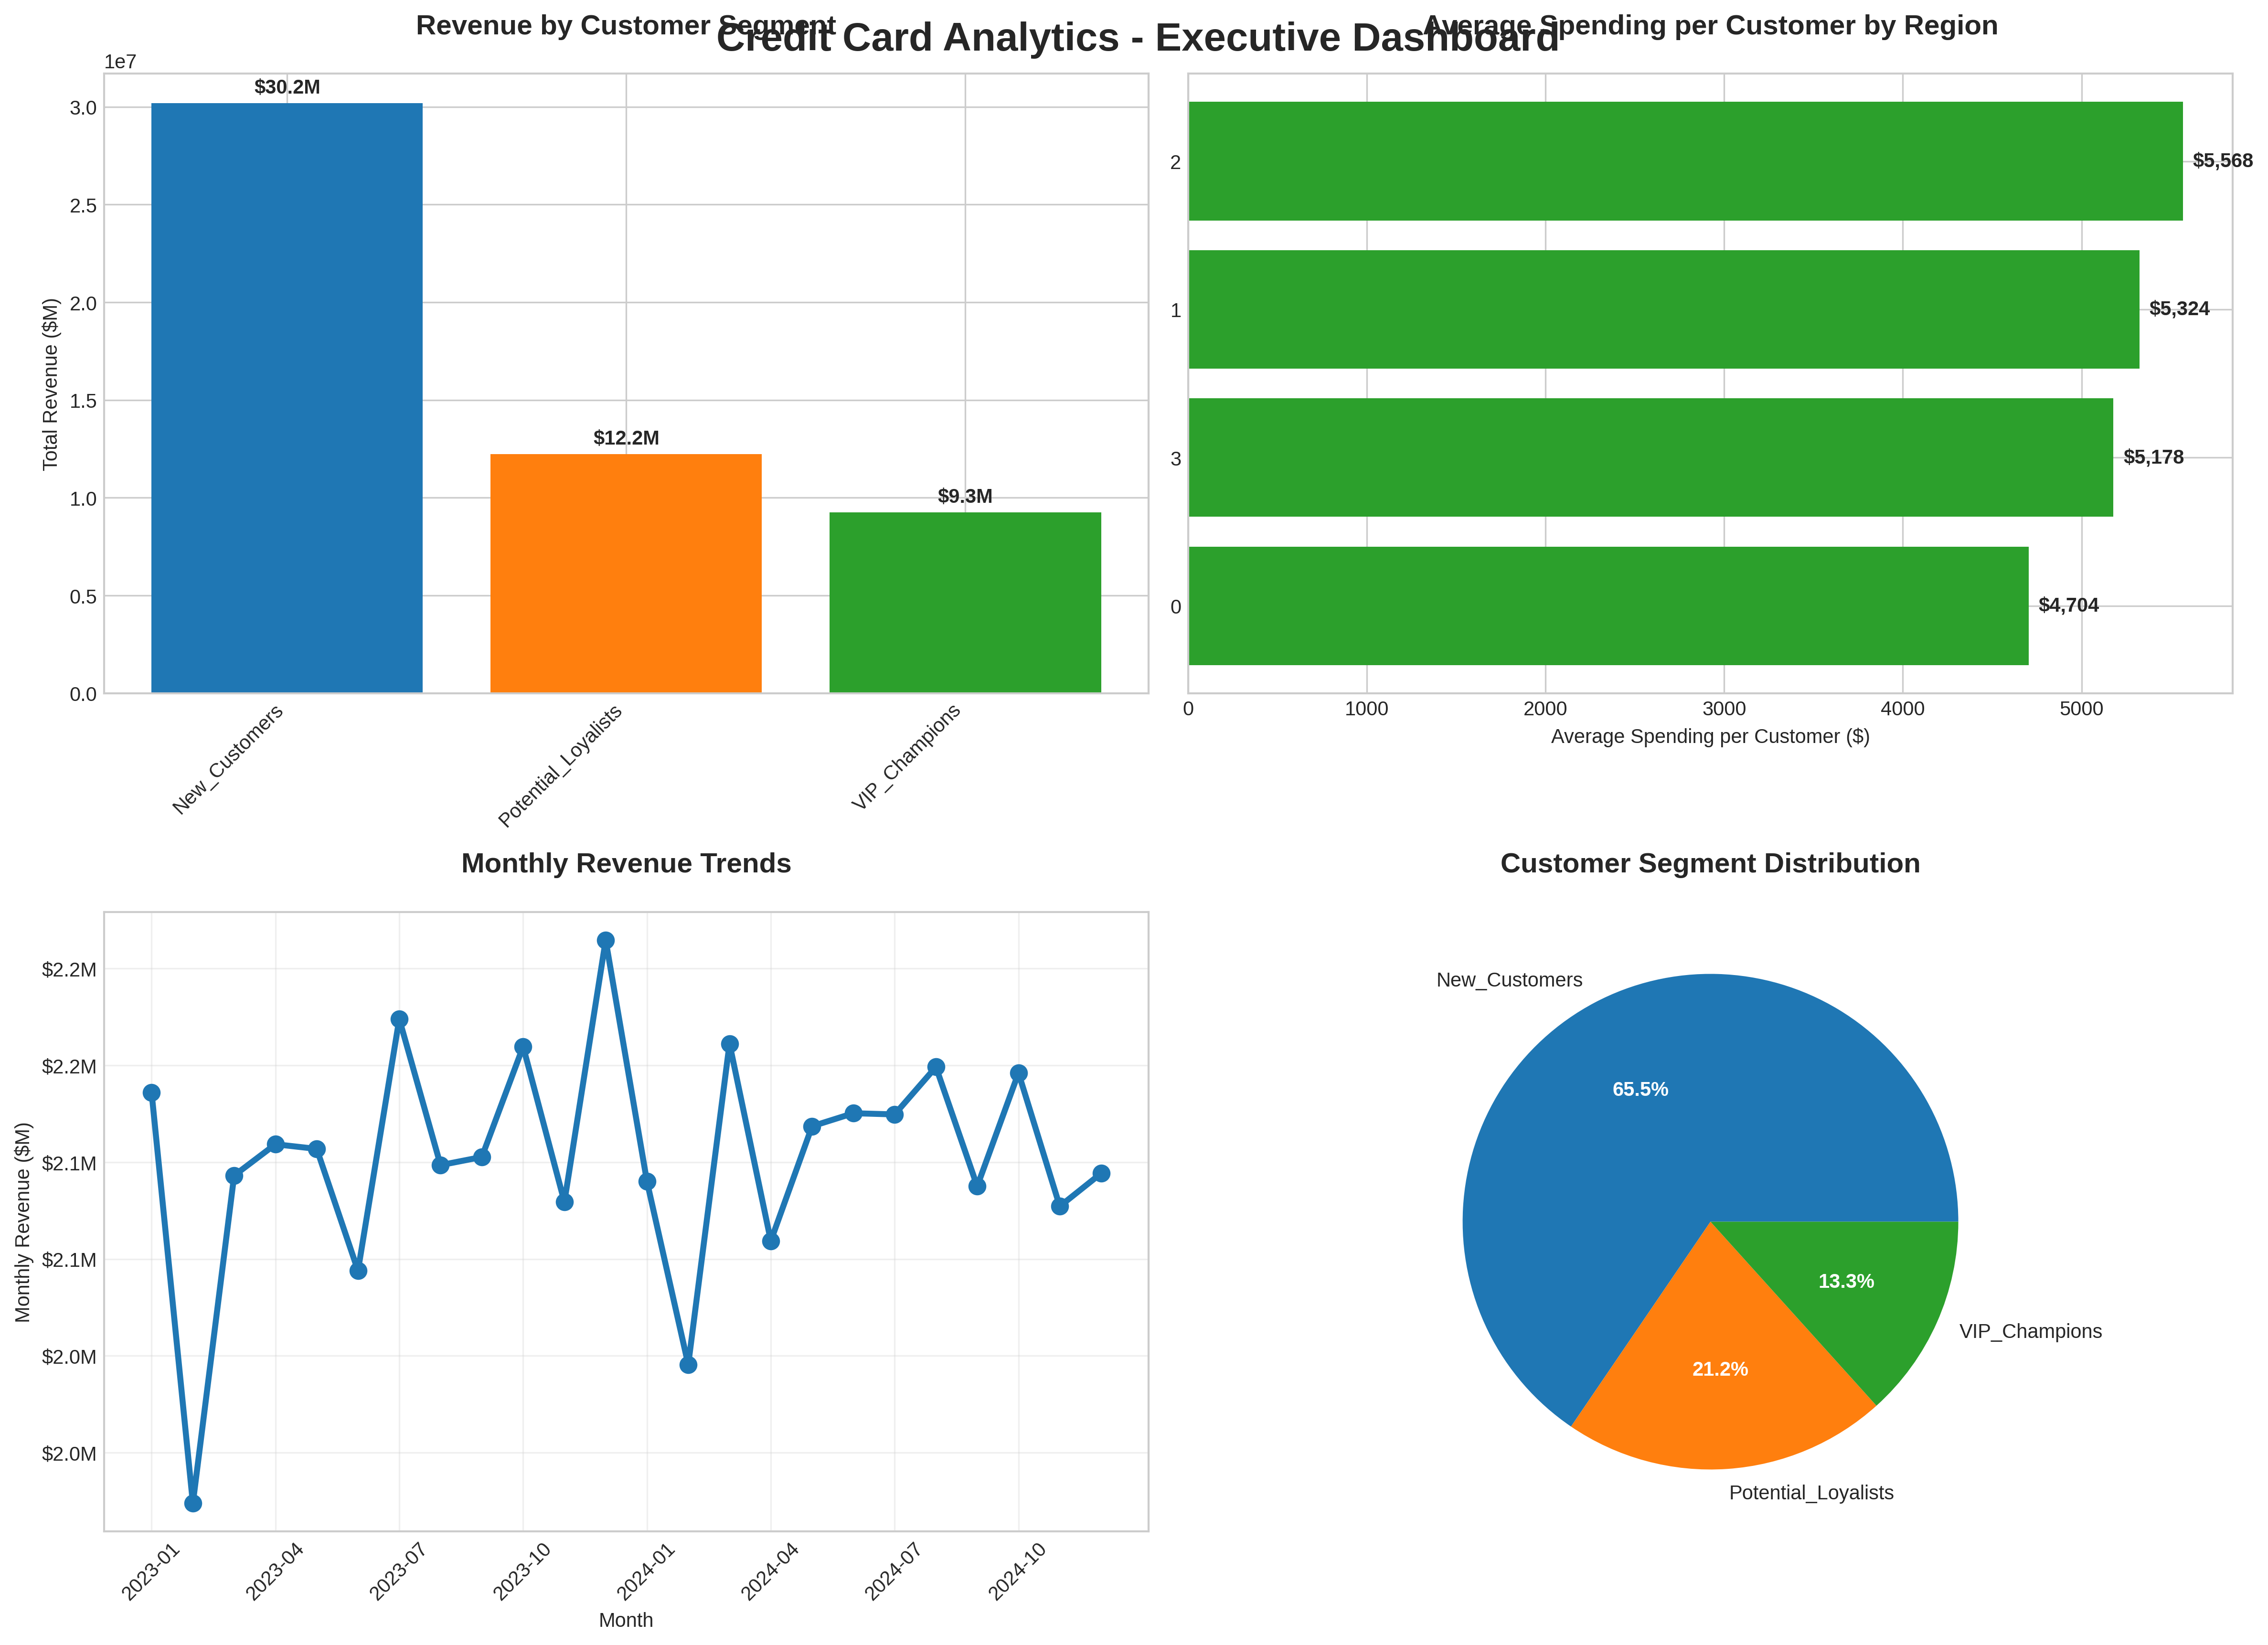 Credit Card Analytics - Executive Dashboard
Revenue by Customer Segment
1e7
Total Revenue ($M)
3.0
2.5
2.0
1.5
1.0
0.5
0.0
$30.2M
$12.2M
$9.3M
New_Customers
Potential_Loyalists
VIP_Champions
Average Spending per Customer by Region
2
1
3
0
$5,568
$5,324
$5,178
$4,704
0
1000
2000
3000
4000
5000
Average Spending per Customer ($)
Monthly Revenue Trends
Monthly Revenue ($M)
$2.2M
$2.2M
$2.1M
$2.1M
$2.0M
$2.0M
2023-01
2023-04
2023-07
2023-10
2024-01
2024-04
2024-07
2024-10
Month
Customer Segment Distribution
New_Customers
65.5%
13.3%
VIP_Champions
21.2%
Potential_Loyalists